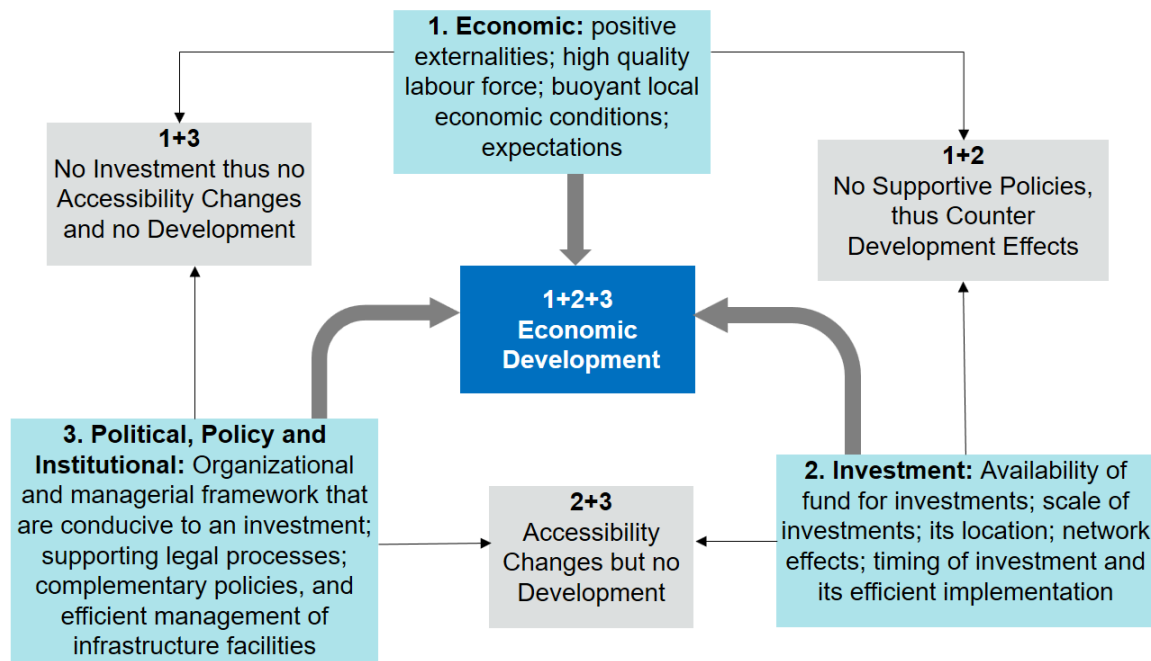 1. Economic: positive
externalities; high quality
labour force; buoyant local
economic conditions;
expectations
1+3
No Investment thus no
Accessibility Changes
and no Development
1+2
No Supportive Policies,
thus Counter
Development Effects
1+2+3
Economic
Development
3. Political, Policy and
Institutional: Organizational
and managerial framework that
are conducive to an investment;
supporting legal processes;
complementary policies, and
efficient management of
infrastructure facilities
2+3
Accessibility
Changes but no
Development
2. Investment: Availability of
fund for investments; scale of
investments; its location; network
effects; timing of investment and
its efficient implementation